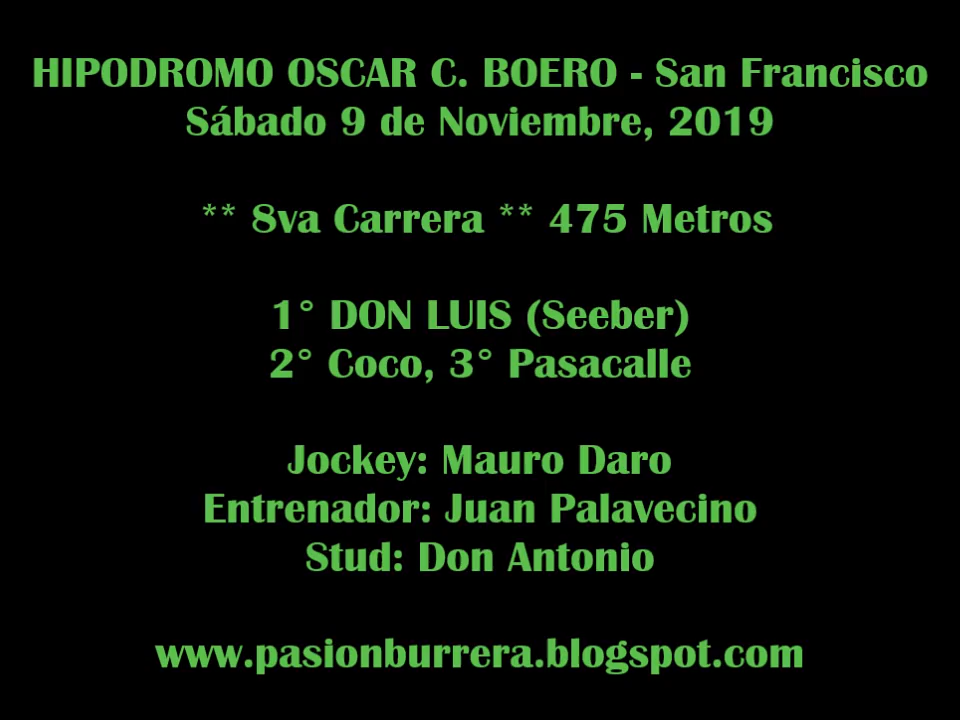 HIPODROMO OSCAR C. BOERO - San Francisco
Sábado 9 de Noviembre, 2019
** 8va Carrera ** 475 Metros
1° DON LUIS (Seeber)
2° Coco, 3° Pasacalle
Jockey: Mauro Daro
Entrenador: Juan Palavecino
Stud: Don Antonio
www.pasionburrera.blogspot.com